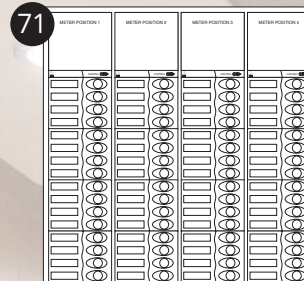 71
METER POSITION 1
METER POSITION 2
METER POSITION 3
METER POSITION 4